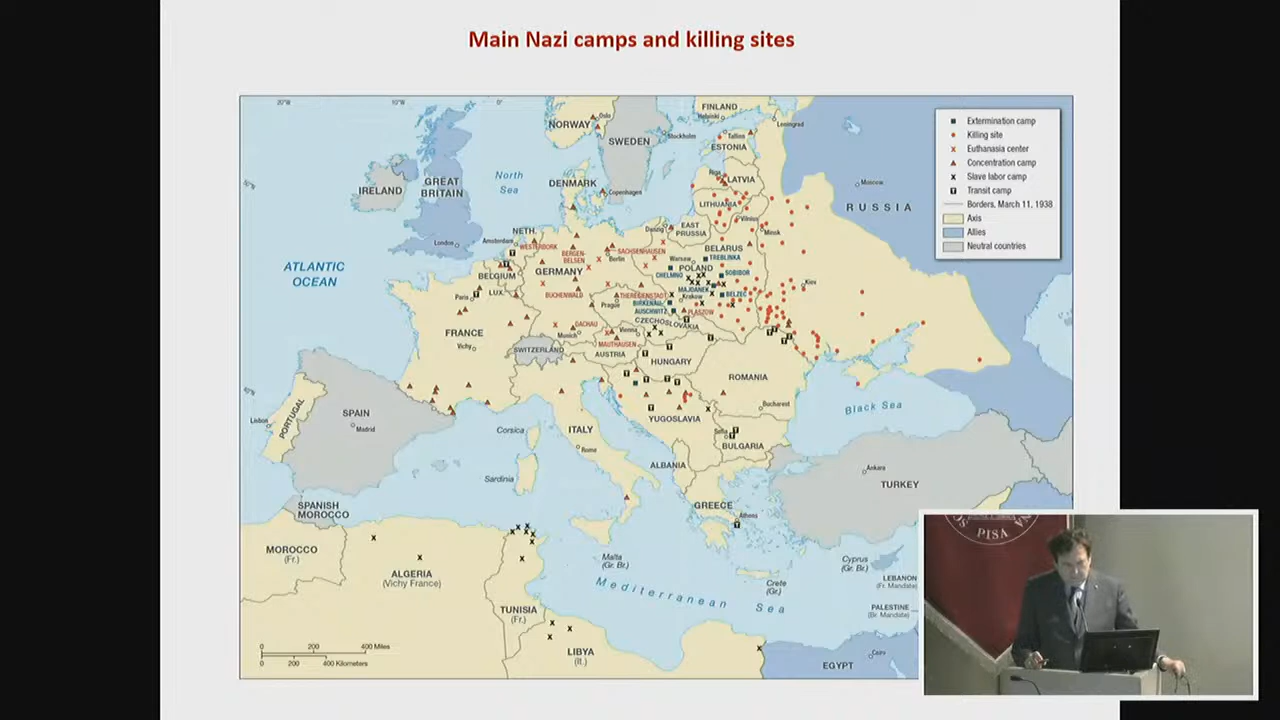 Main Nazi camps and killing sites
20°W
10°W
0°
FINLAND
Helsinki
Leningrad
NORWAY
Oslo
SWEDEN
Stockholm
Tallinn
ESTONIA
Extermination camp
Killing site
Euthanasia center
Concentration camp
Slave labor camp
T Transit camp
Borders, March 11, 1938
Axis
Allies
Neutral countries
North
Sea
Riga
LATVIA
Moscow
IRELAND
GREAT
BRITAIN
DENMARK
Copenhagen
LITHUANIA
Vilnius
RUSSIA
London
NETH.
Amsterdam
WESTERBORK
Danzig
EAST
PRUSSIA
Minsk
BERGEN-
BELSEN
SACHSENHAUSEN
Berlin
BELARUS
Warsaw
TREBLINKA
ATLANTIC
OCEAN
BELGIUM
GERMANY
CHELMNO
POLAND
SOBIBOR
LUX.
BUCHENWALD
THERESIENSTADT
MAJDANEK
BELZEC
Kiev
Paris
Prague
BIRKENAU
AUSCHWITZ
Krakow
PLASZOW
FRANCE
DACHAU
Munich
Vienna
CZECHOSLOVAKIA
Vichy
SWITZERLAND
MAUTHAUSEN
AUSTRIA
HUNGARY
ROMANIA
PORTUGAL
SPAIN
Lisbon
Madrid
Bucharest
Black Sea
YUGOSLAVIA
Corsica
ITALY
Rome
Sofia
BULGARIA
ALBANIA
Ankara
TURKEY
Sardinia
SPANISH
MOROCCO
GREECE
Athens
PISA
MOROCCO
(Fr.)
ALGERIA
(Vichy France)
Malta
(Gr. Br.)
Crete
(Gr.)
Cyprus
(Gr. Br.)
LEBANON
(Fr. Mandate)
Mediterranean Sea
TUNISIA
(Fr.)
PALESTINE
(Br. Mandate)
LIBYA
(It.)
EGYPT
Cairo
0 200 400 Miles
0 200 400 Kilometers